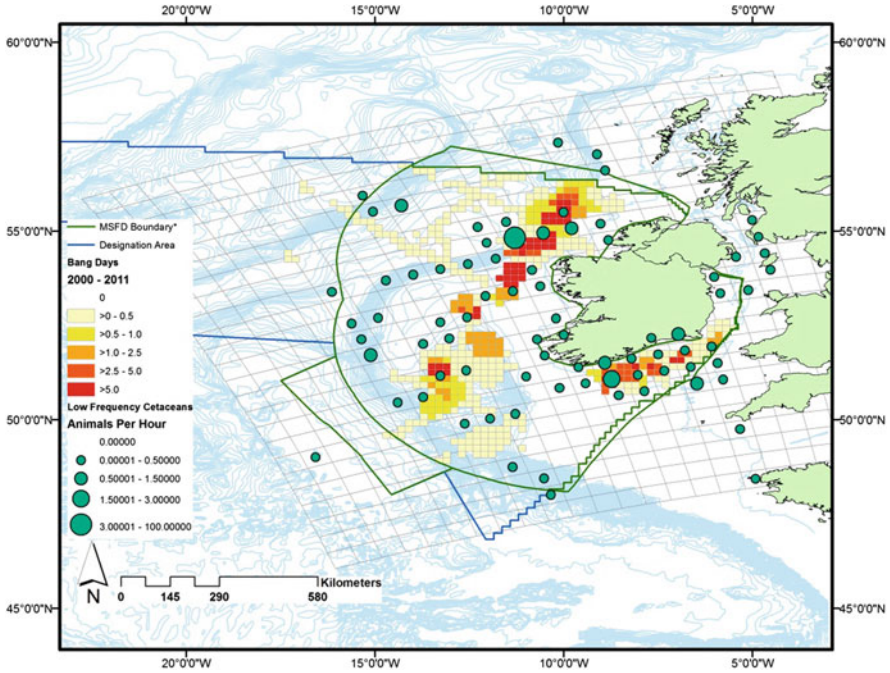 20°0'0"W 15°0'0"W 10°0'0"W 5°0'0"W
60°0'0"N 60°0'0"N
55°0'0"N 55°0'0"N
MSFD Boundary*
Designation Area
Bang Days
2000 - 2011
0
>0 - 0.5
>0.5 - 1.0
>1.0 - 2.5
>2.5 - 5.0
>5.0
Low Frequency Cetaceans
Animals Per Hour
0.00000
0.00001 - 0.50000
0.50001 - 1.50000
1.50001 - 3.00000
3.00001 - 100.00000
50°0'0"N
N
Kilometers
0 145 290 580
45°0'0"N 45°0'0"N
20°0'0"W 15°0'0"W 10°0'0"W 5°0'0"W